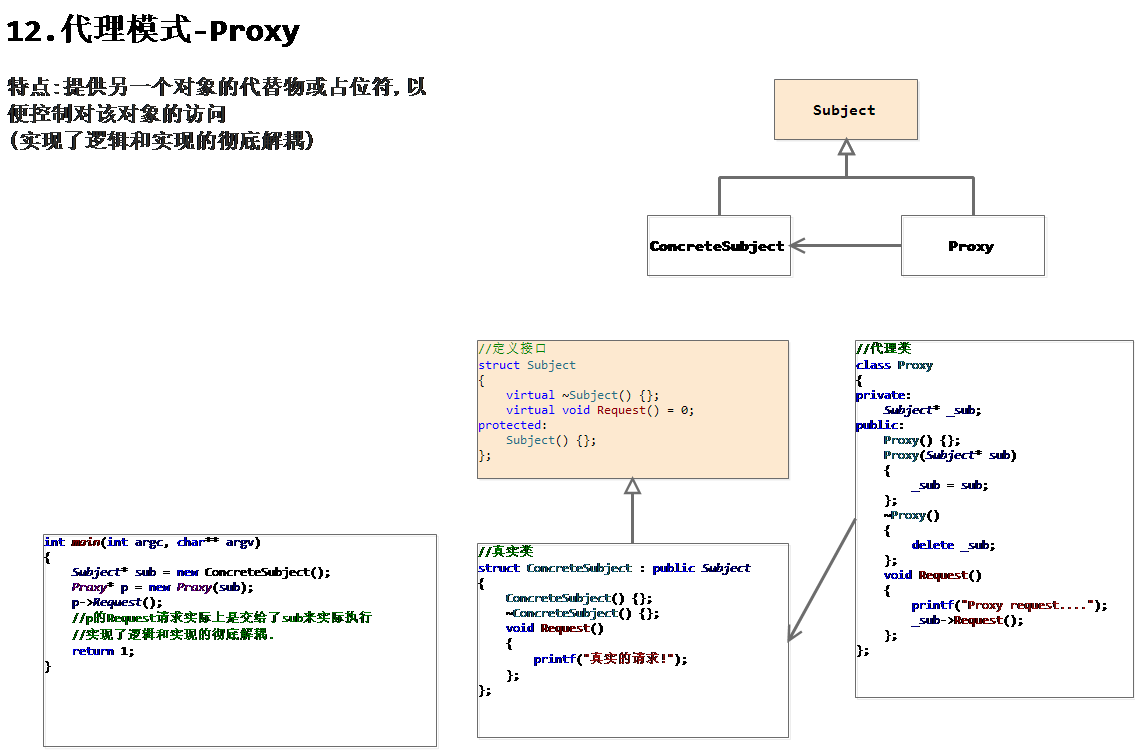 12.代理模式-Proxy
特点:提供另一个对象的代替物或占位符,以
便控制对该对象的访问
(实现了逻辑和实现的彻底解耦)
Subject
ConcreteSubject
Proxy
//定义接口
struct Subject
{
virtual ~Subject() {};
virtual void Request() = 0;
protected:
Subject() {};
};
//代理类
class Proxy
{
private:
Subject* _sub;
public:
Proxy() {};
Proxy(Subject* sub)
{
_sub = sub;
};
~Proxy()
{
delete _sub;
};
void Request()
{
printf("Proxy request....");
_sub->Request();
};
};
int main(int argc, char** argv)
{
Subject* sub = new ConcreteSubject();
Proxy* p = new Proxy(sub);
p->Request();
//p的Request请求实际上是交给了sub来实际执行
//实现了逻辑和实现的彻底解耦.
return 1;
}
//真实类
struct ConcreteSubject : public Subject
{
ConcreteSubject() {};
~ConcreteSubject() {};
void Request()
{
printf("真实的请求!");
};
};